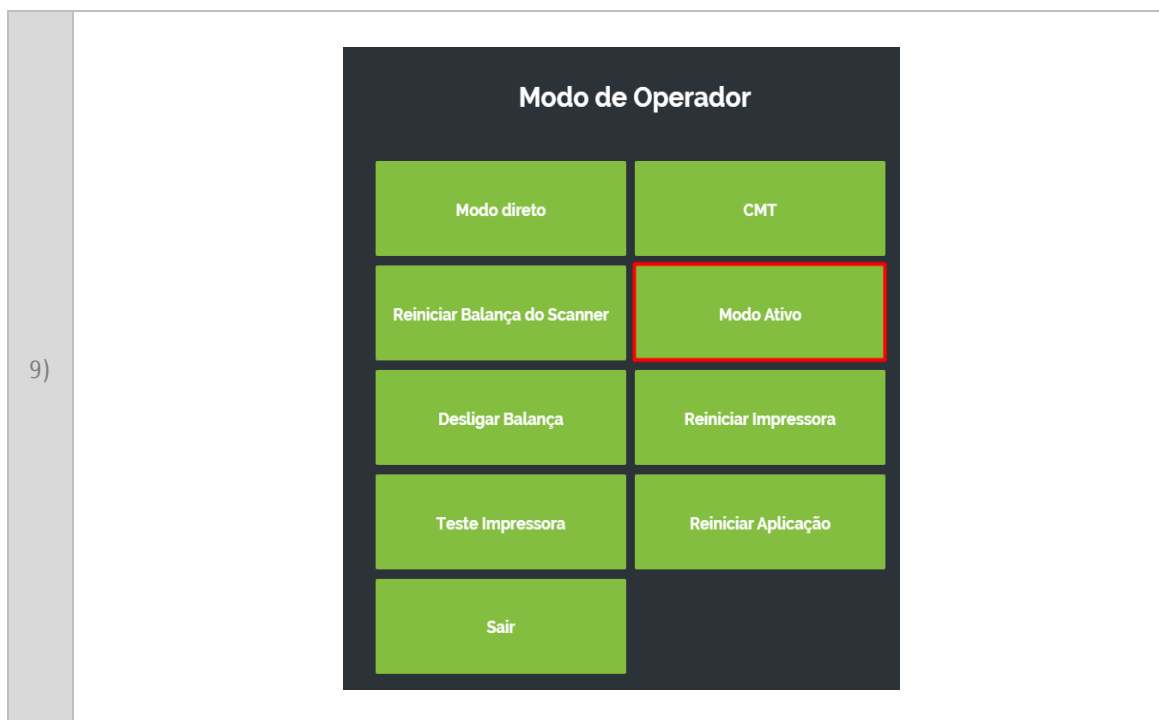 Modo de Operador
Modo direto
CMT
Reiniciar Balança do Scanner
Modo Ativo
9)
Desligar Balança
Reiniciar Impressora
Teste Impressora
Reiniciar Aplicação
Sair